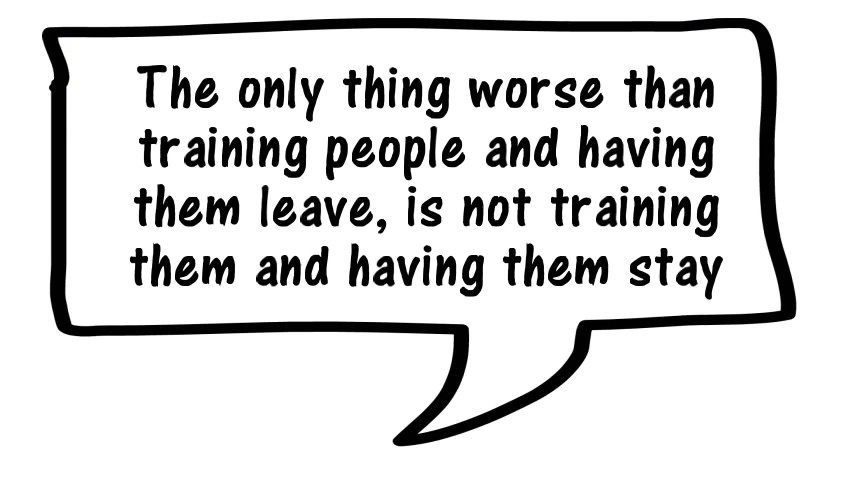 The only thing worse than
training people and having
them leave, is not training
them and having them stay